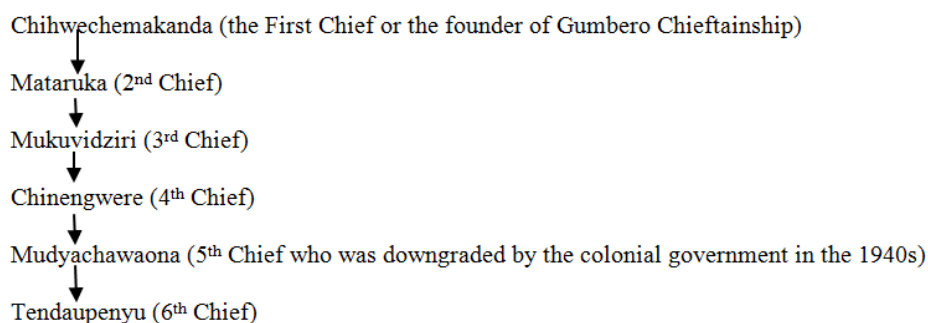 Chihwechemakanda (the First Chief or the founder of Gumbero Chieftainship)
Mataruka (2nd Chief)
Mukuvidziri (3rd Chief)
Chinengwere (4th Chief)
Mudyachawaona (5th Chief who was downgraded by the colonial government in the 1940s)
Tendaupenyu (6th Chief)